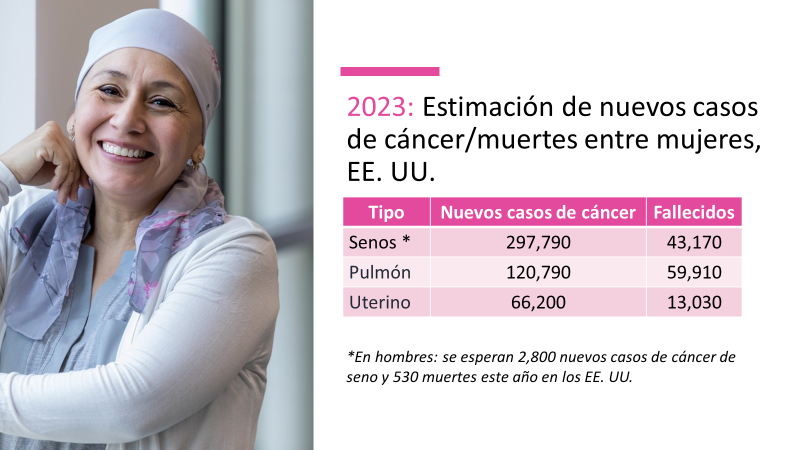 2023: Estimación de nuevos casos
de cáncer/muertes entre mujeres,
EE. UU.
Tipo Nuevos casos de cáncer Fallecidos
Senos * 297,790 43,170
Pulmón 120,790 59,910
Uterino 66,200 13,030
*En hombres: se esperan 2,800 nuevos casos de cáncer de
seno y 530 muertes este año en los EE. UU.